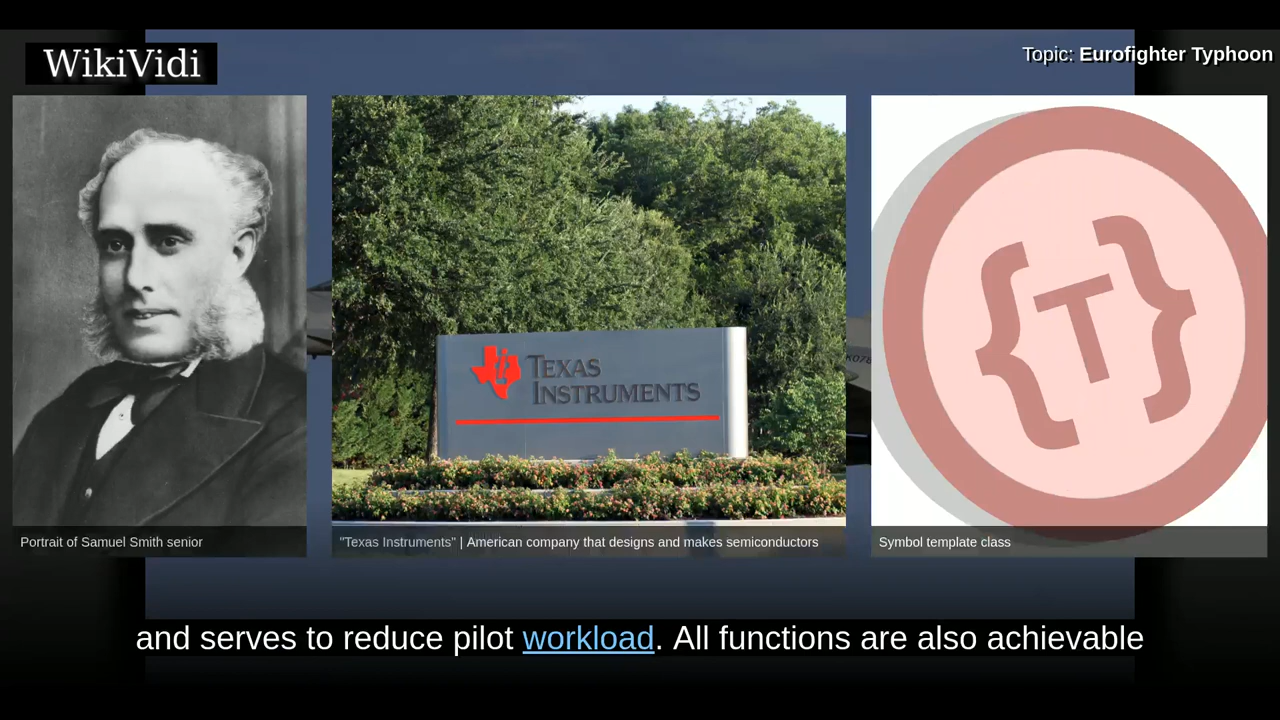 WikiVidi
Topic: Eurofighter Typhoon
TEXAS
INSTRUMENTS
{T}
Portrait of Samuel Smith senior
"Texas Instruments" | American company that designs and makes semiconductors
Symbol template class
and serves to reduce pilot workload. All functions are also achievable